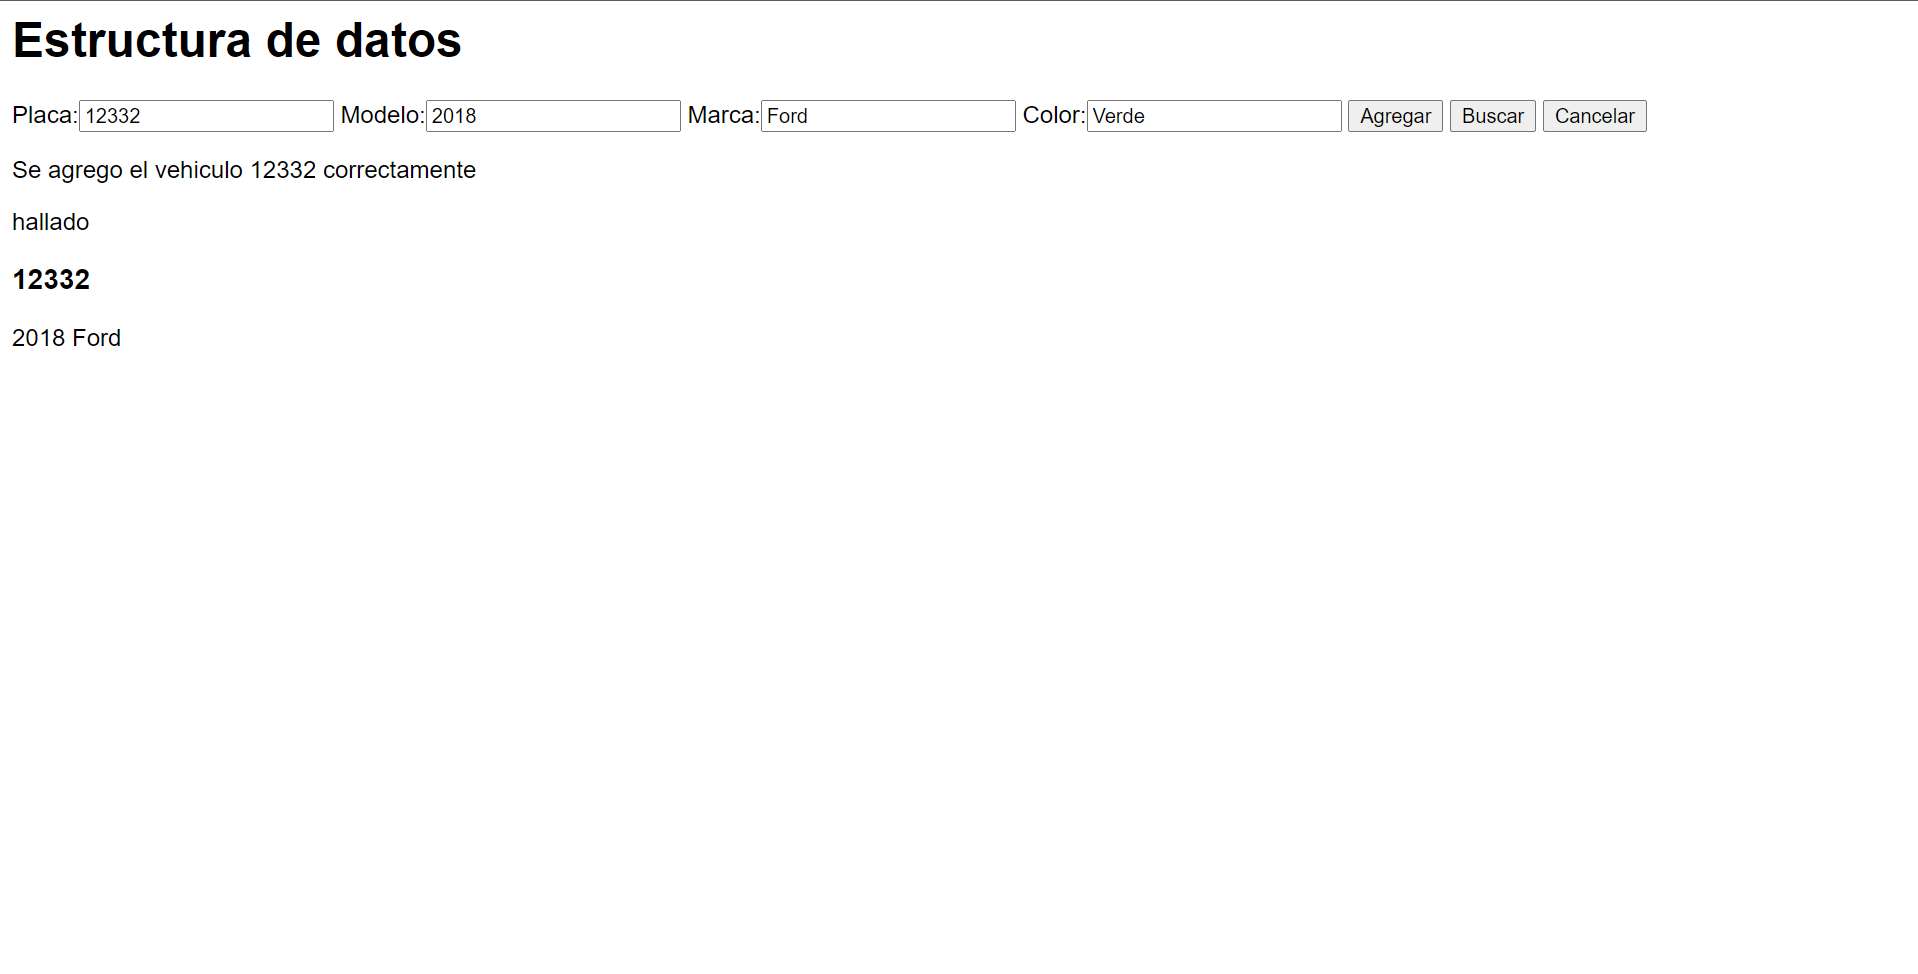 Estructura de datos
Placa: 12332 Modelo: 2018 Marca: Ford Color: Verde Agregar Buscar Cancelar
Se agrego el vehiculo 12332 correctamente
hallado
12332
2018 Ford